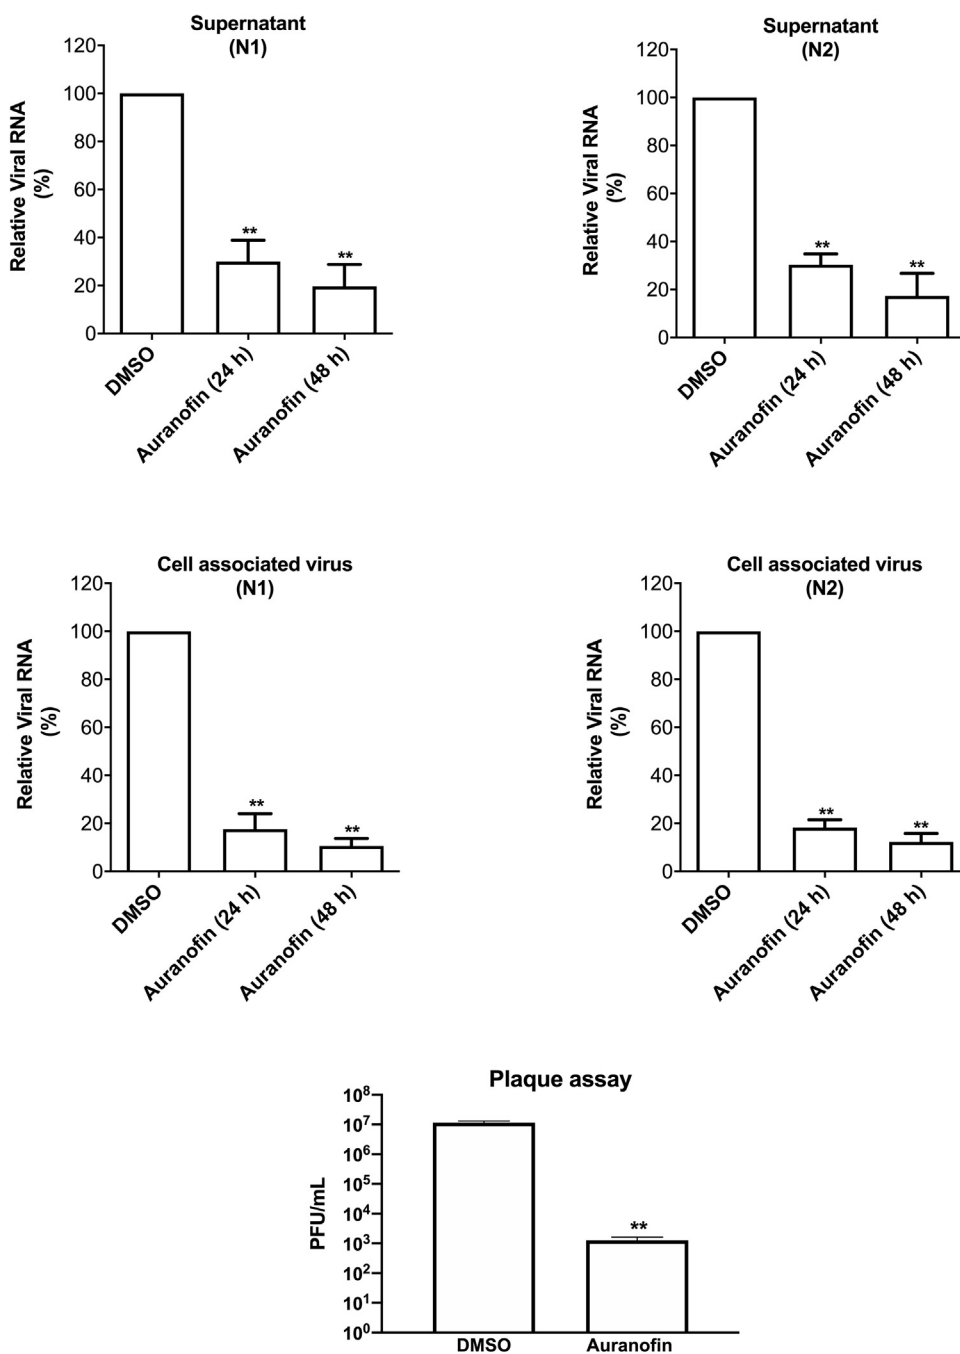 Supernatant
(N1)
Relative Viral RNA
(%)
120
100
80
60
40
20
0
**
**
DMSO
Auranofin (24 h)
Auranofin (48 h)
Supernatant
(N2)
Relative Viral RNA
(%)
120
100
80
60
40
20
0
**
**
DMSO
Auranofin (24 h)
Auranofin (48 h)
Cell associated virus
(N1)
Relative Viral RNA
(%)
120
100
80
60
40
20
0
**
**
DMSO
Auranofin (24 h)
Auranofin (48 h)
Cell associated virus
(N2)
Relative Viral RNA
(%)
120
100
80
60
40
20
0
**
**
DMSO
Auranofin (24 h)
Auranofin (48 h)
Plaque assay
PFU/mL
10⁸
10⁷
10⁶
10⁵
10⁴
10³
10²
10¹
10⁰
**
DMSO Auranofin